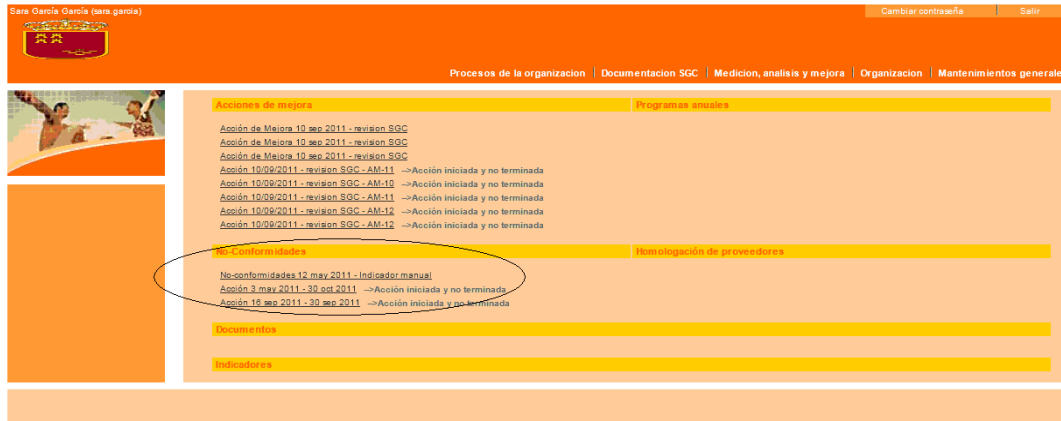 Sara García García (sara.garcia)
Cambiar contraseña | Salir
Procesos de la organizacion | Documentacion SGC | Medicion, analisis y mejora | Organizacion | Mantenimientos generale
Acciones de mejora
Programas anuales
Acción de Mejora 10 sep 2011 - revision SGC
Acción de Mejora 10 sep 2011 - revision SGC
Acción de Mejora 10 sep 2011 - revision SGC
Acción 10/09/2011 - revision SGC - AM-11 -->Acción iniciada y no terminada
Acción 10/09/2011 - revision SGC - AM-10 -->Acción iniciada y no terminada
Acción 10/09/2011 - revision SGC - AM-11 -->Acción iniciada y no terminada
Acción 10/09/2011 - revision SGC - AM-12 -->Acción iniciada y no terminada
Acción 10/09/2011 - revision SGC - AM-12 -->Acción iniciada y no terminada
No-Conformidades
Homologación de proveedores
No-conformidades 12 may 2011 - Indicador manual
Acción 3 may 2011 - 30 oct 2011 -->Acción iniciada y no terminada
Acción 16 sep 2011 - 30 sep 2011 -->Acción iniciada y no terminada
Documentos
Indicadores